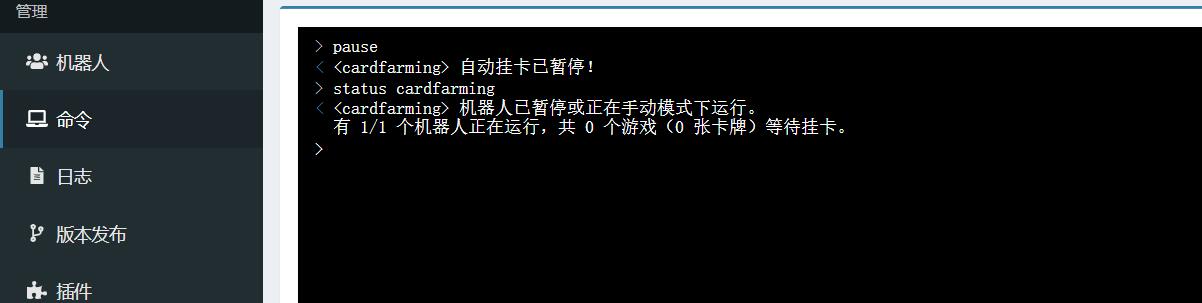 管理
机器人
命令
日志
版本发布
插件
> pause
< <cardfarming> 自动挂卡已暂停！
> status cardfarming
< <cardfarming> 机器人已暂停或正在手动模式下运行。
有 1/1 个机器人正在运行，共 0 个游戏（0 张卡牌）等待挂卡。
>